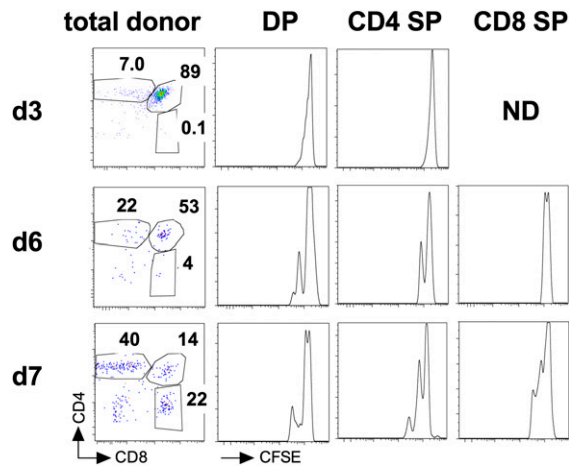 total donor DP CD4 SP CD8 SP
d3 7.0 89 0.1 ND
d6 22 53 4
d7 40 14 22
CD4
CD8 CFSE